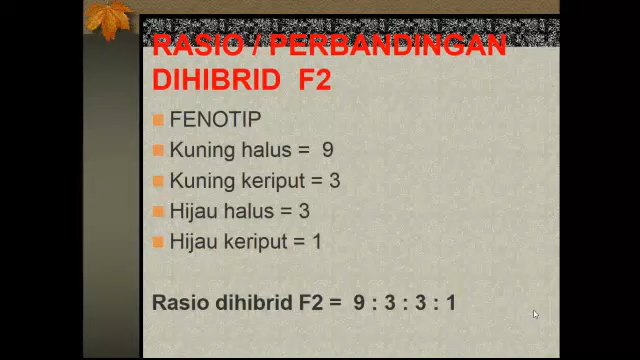 RASIO / PERBANDINGAN
DIHIBRID F2
FENOTIP
Kuning halus = 9
Kuning keriput = 3
Hijau halus = 3
Hijau keriput = 1
Rasio dihibrid F2 = 9 : 3 : 3 : 1